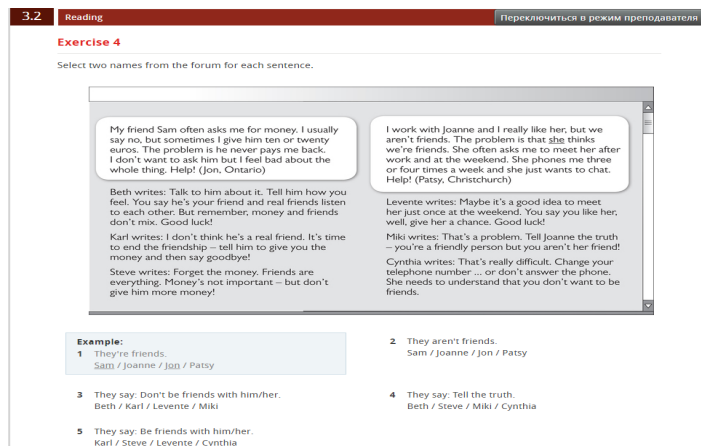 3.2 Reading Переключиться в режим преподавателя
Exercise 4
Select two names from the forum for each sentence.
My friend Sam often asks me for money. I usually
say no, but sometimes I give him ten or twenty
euros. The problem is he never pays me back.
I don't want to ask him but I feel bad about the
whole thing. Help! (Jon, Ontario)
Beth writes: Talk to him about it. Tell him how you
feel. You say he's your friend and real friends listen
to each other. But remember, money and friends
don't mix. Good luck!
Karl writes: I don't think he's a real friend. It's time
to end the friendship – tell him to give you the
money and then say goodbye!
Steve writes: Forget the money. Friends are
everything. Money's not important – but don't
give him more money!
I work with Joanne and I really like her, but we
aren't friends. The problem is that she thinks
we're friends. She often asks me to meet her after
work and at the weekend. She phones me three
or four times a week and she just wants to chat.
Help! (Patsy, Christchurch)
Levente writes: Maybe it's a good idea to meet
her just once at the weekend. You say you like her,
well, give her a chance. Good luck!
Miki writes: That's a problem. Tell Joanne the truth
– you're a friendly person but you aren't her friend!
Cynthia writes: That's really difficult. Change your
telephone number ... or don't answer the phone.
She needs to understand that you don't want to be
friends.
Example:
1 They're friends.
Sam / Joanne / Jon / Patsy
2 They aren't friends.
Sam / Joanne / Jon / Patsy
3 They say: Don't be friends with him/her.
Beth / Karl / Levente / Miki
4 They say: Tell the truth.
Beth / Steve / Miki / Cynthia
5 They say: Be friends with him/her.
Karl / Steve / Levente / Cynthia